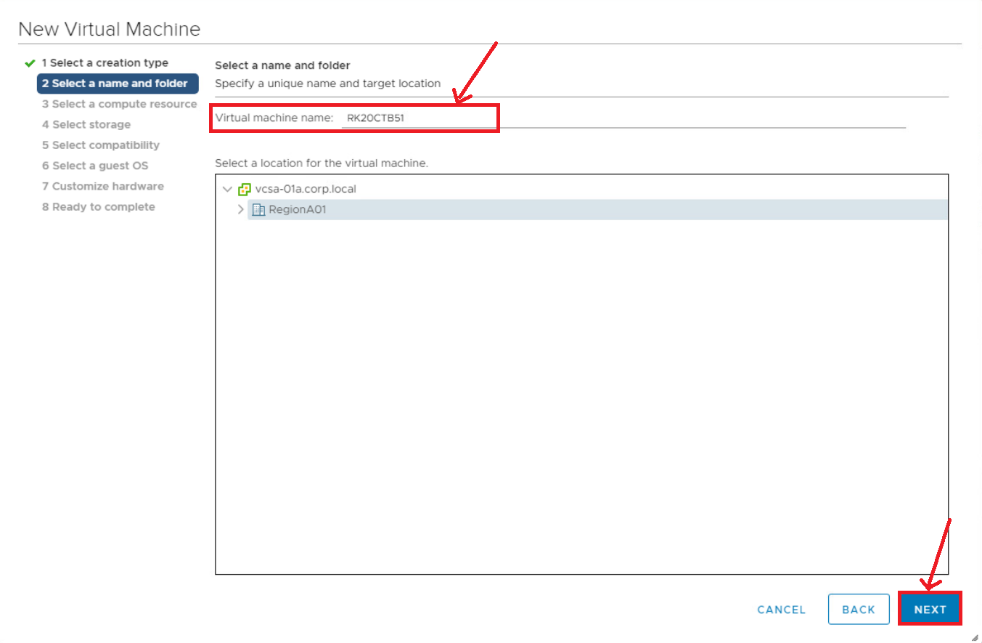 New Virtual Machine
1 Select a creation type
2 Select a name and folder
3 Select a compute resource
4 Select storage
5 Select compatibility
6 Select a guest OS
7 Customize hardware
8 Ready to complete
Select a name and folder
Specify a unique name and target location
Virtual machine name: RK20CTB51
Select a location for the virtual machine.
vcsa-01a.corp.local
RegionA01
CANCEL BACK NEXT